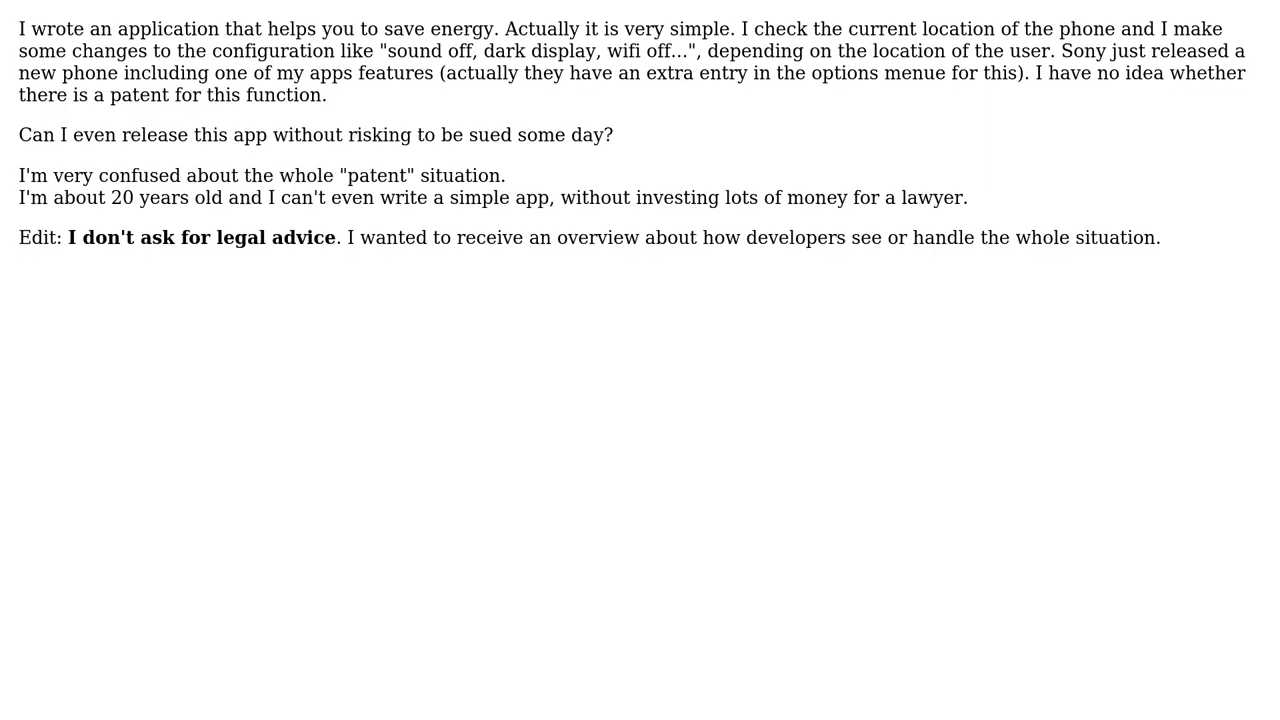 I wrote an application that helps you to save energy. Actually it is very simple. I check the current location of the phone and I make
some changes to the configuration like "sound off, dark display, wifi off...", depending on the location of the user. Sony just released a
new phone including one of my apps features (actually they have an extra entry in the options menue for this). I have no idea whether
there is a patent for this function.
Can I even release this app without risking to be sued some day?
I'm very confused about the whole "patent" situation.
I'm about 20 years old and I can't even write a simple app, without investing lots of money for a lawyer.
Edit: I don't ask for legal advice. I wanted to receive an overview about how developers see or handle the whole situation.